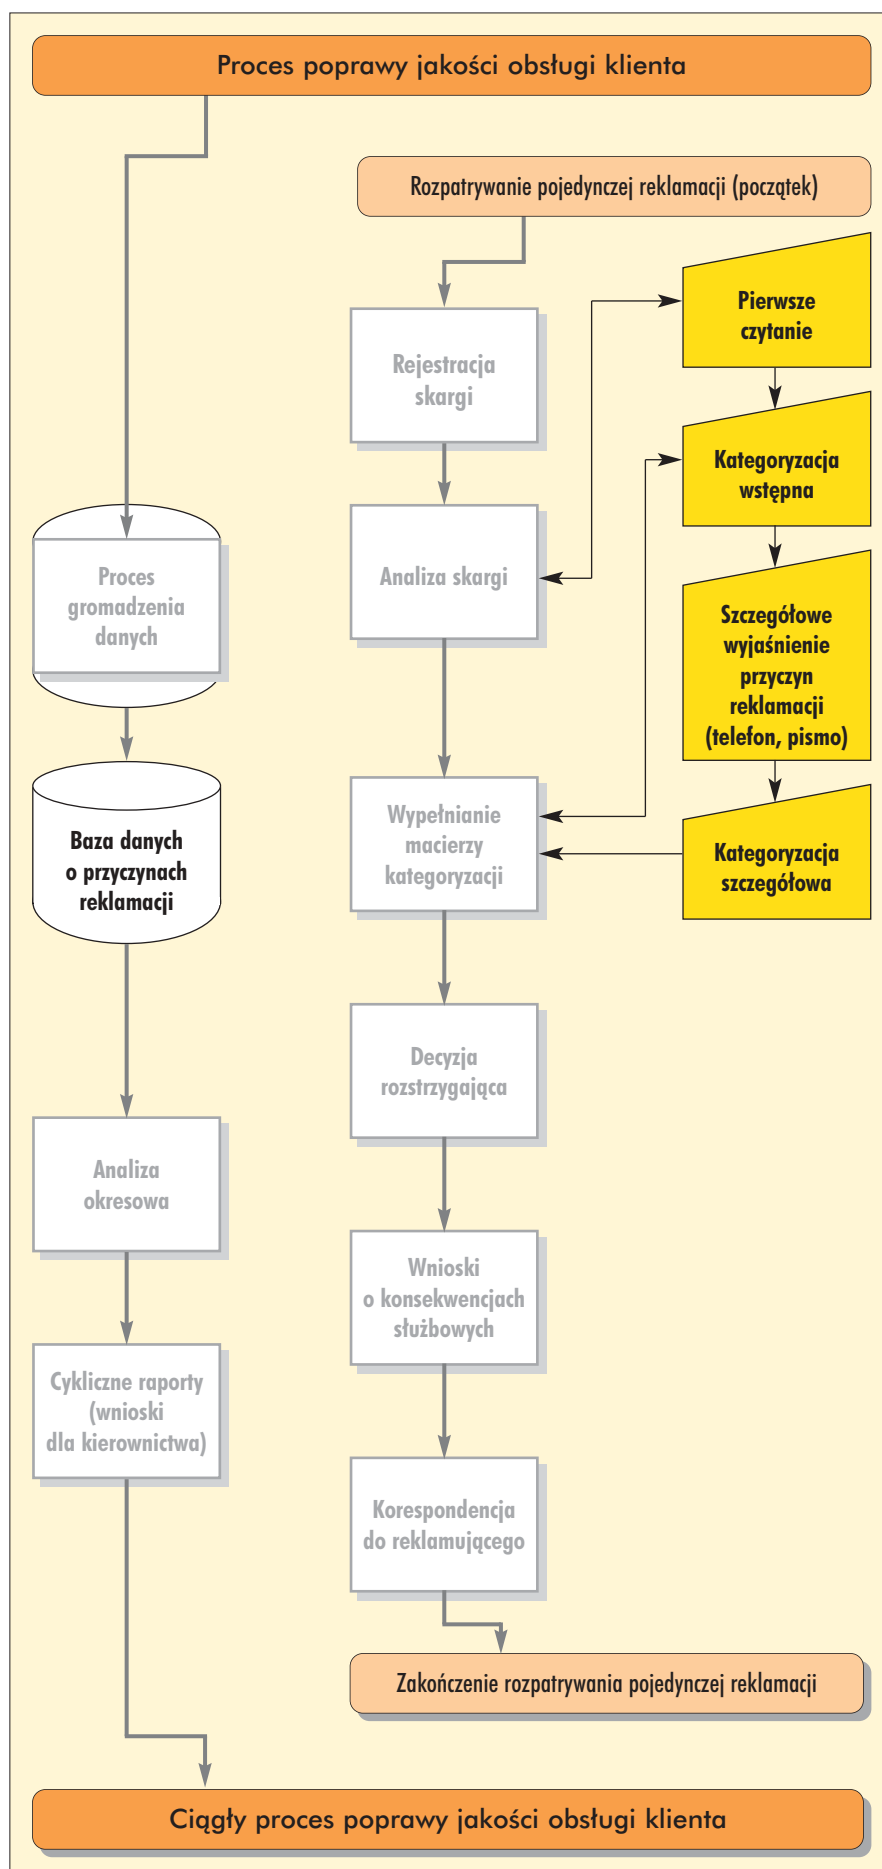 Proces poprawy jakości obsługi klienta
Rozpatrywanie pojedynczej reklamacji (początek)
Pierwsze
czytanie
Rejestracja
skargi
Kategoryzacja
wstępna
Analiza skargi
Proces
gromadzenia
danych
Szczegółowe
wyjaśnienie
przyczyn
reklamacji
(telefon, pismo)
Baza danych
o przyczynach
reklamacji
Wypełnianie
macierzy
kategoryzacji
Kategoryzacja
szczegółowa
Decyzja
rozstrzygająca
Analiza
okresowa
Wnioski
o konsekwencjach
służbowych
Cykliczne raporty
(wnioski
dla kierownictwa)
Korespondencja
do reklamującego
Zakończenie rozpatrywania pojedynczej reklamacji
Ciągły proces poprawy jakości obsługi klienta